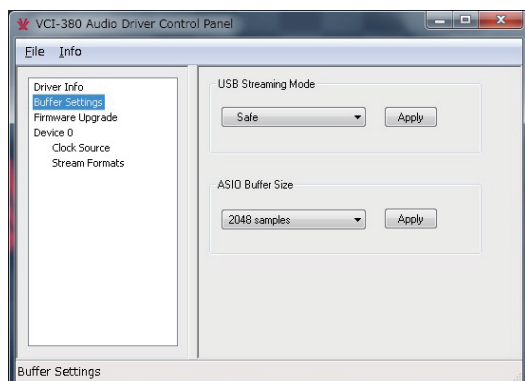 VCI-380 Audio Driver Control Panel
File Info
Driver Info
Buffer Settings
Firmware Upgrade
Device 0
Clock Source
Stream Formats
USB Streaming Mode
Safe
Apply
ASIO Buffer Size
2048 samples
Apply
Buffer Settings